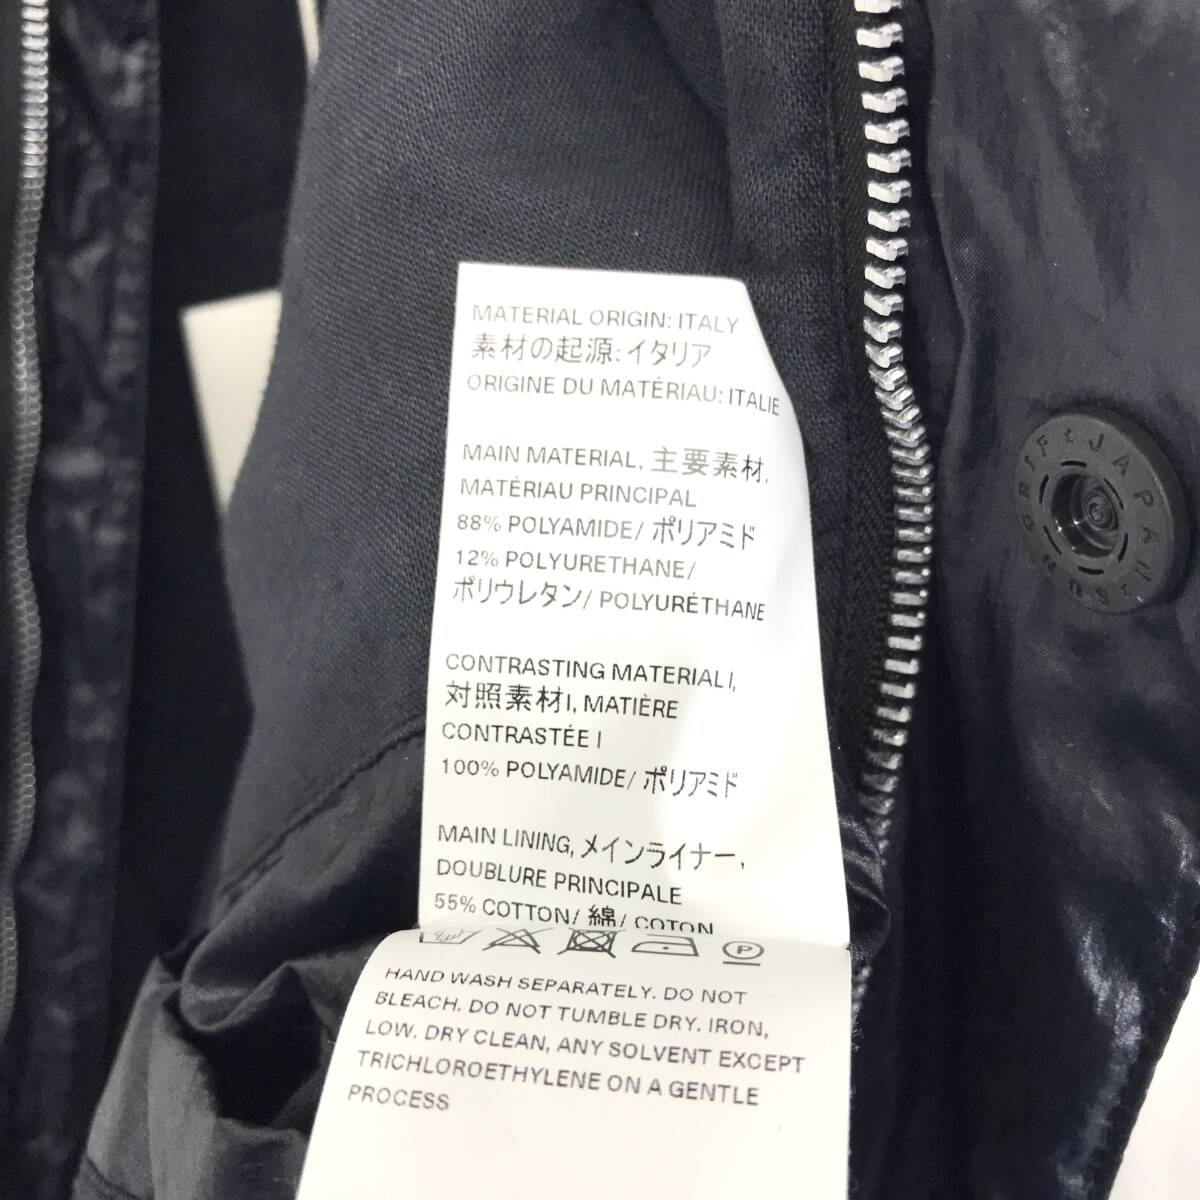 MATERIAL ORIGIN: ITALY
素材の起源: イタリア
ORIGINE DU MATÉRIAU: ITALIE
MAIN MATERIAL, 主要素材,
MATÉRIAU PRINCIPAL
88% POLYAMIDE/ ポリアミド
12% POLYURETHANE/
ポリウレタン/ POLYURÉTHANE
CONTRASTING MATERIAL I,
対照素材I, MATIÈRE
CONTRASTÉE I
100% POLYAMIDE/ ポリアミド
MAIN LINING, メインライナー,
DOUBLURE PRINCIPALE
55% COTTON/ 綿/ COTON
P
HAND WASH SEPARATELY. DO NOT
BLEACH. DO NOT TUMBLE DRY. IRON,
LOW. DRY CLEAN, ANY SOLVENT EXCEPT
TRICHLOROETHYLENE ON A GENTLE
PROCESS
JAPAN
SUN GRIF